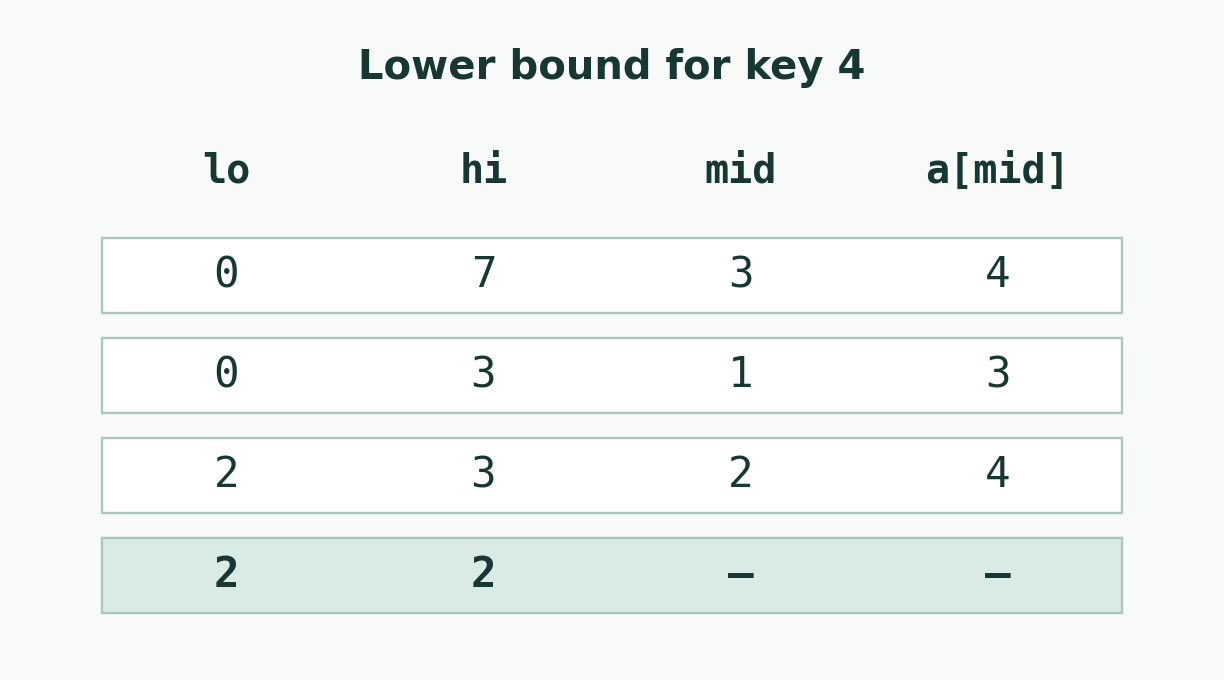 Lower bound for key 4
lo hi mid a[mid]
0 7 3 4
0 3 1 3
2 3 2 4
2 2 – –